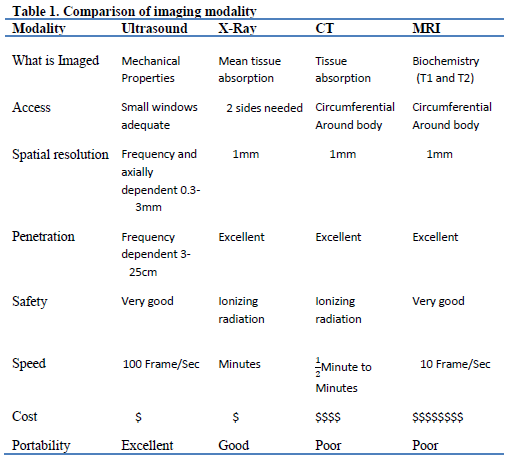 Table 1. Comparison of imaging modality
Modality Ultrasound X-Ray CT MRI
What is Imaged Mechanical Mean tissue Tissue Biochemistry
Properties absorption absorption (T1 and T2)
Access Small windows 2 sides needed Circumferential Circumferential
adequate Around body Around body
Spatial resolution Frequency and 1mm 1mm 1mm
axially
dependent 0.3-
3mm
Penetration Frequency Excellent Excellent Excellent
dependent 3-
25cm
Safety Very good Ionizing Ionizing Very good
radiation radiation
Speed 100 Frame/Sec Minutes 1/2 Minute to 10 Frame/Sec
Minutes
Cost $ $ $$$$ $$$$$$$$
Portability Excellent Good Poor Poor